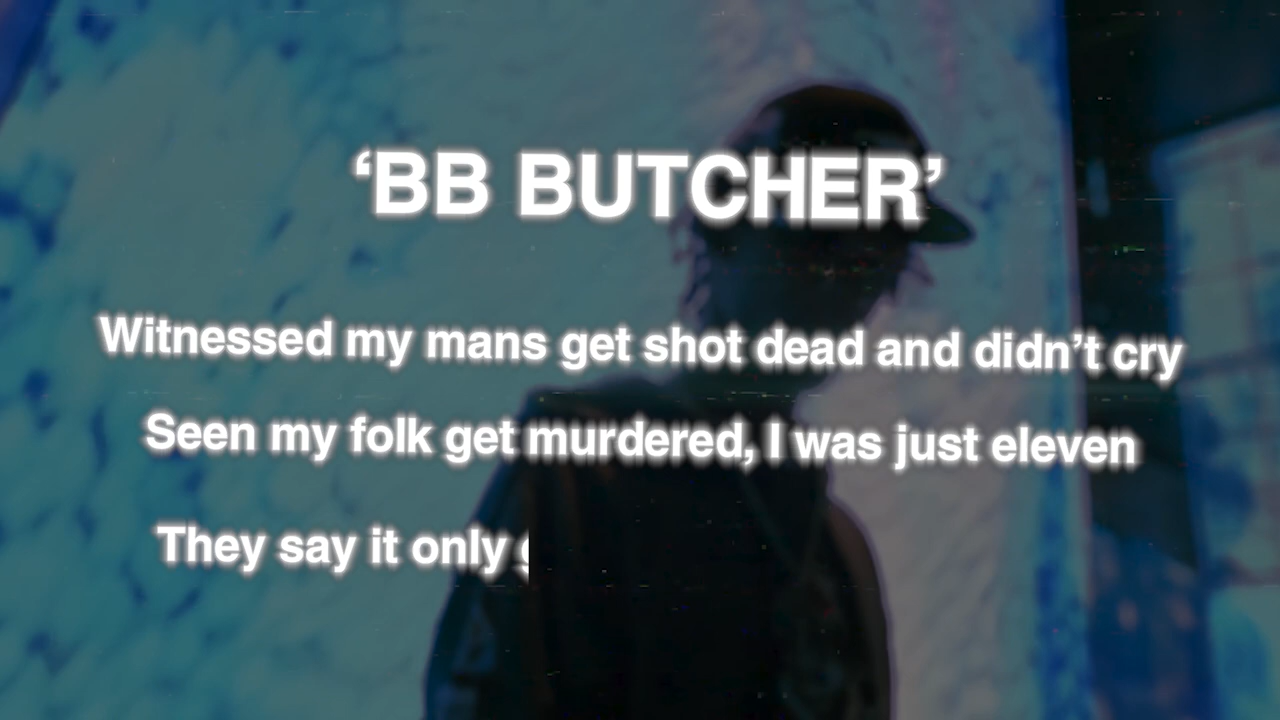 ‘BB BUTCHER’
Witnessed my mans get shot dead and didn’t cry
Seen my folk get murdered, I was just eleven
They say it only